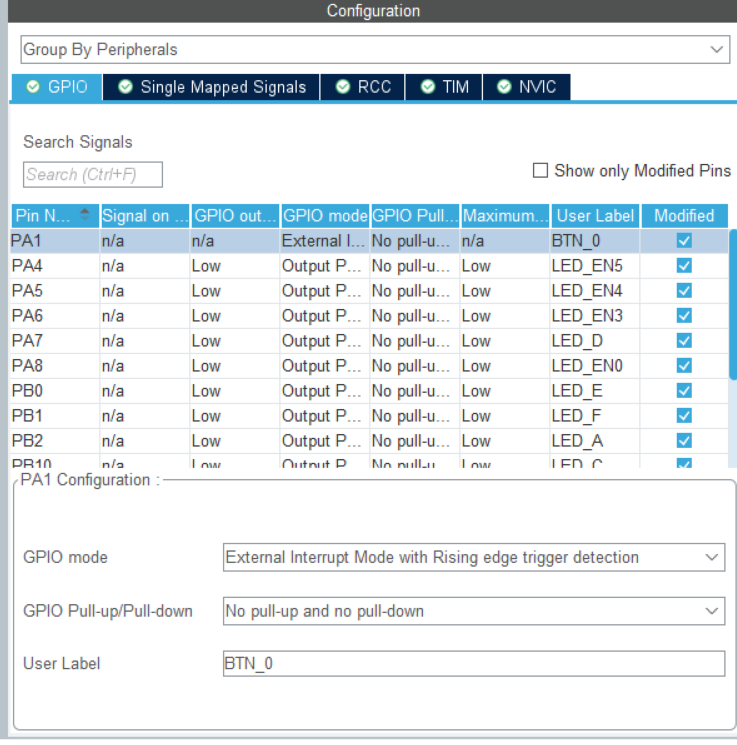 Configuration
Group By Peripherals
GPIO Single Mapped Signals RCC TIM NVIC
Search Signals
Search (Ctrl+F) Show only Modified Pins
Pin N... Signal on ... GPIO out... GPIO mode GPIO Pull... Maximum... User Label Modified
PA1 n/a n/a External I... No pull-u... n/a BTN_0
PA4 n/a Low Output P... No pull-u... Low LED_EN5
PA5 n/a Low Output P... No pull-u... Low LED_EN4
PA6 n/a Low Output P... No pull-u... Low LED_EN3
PA7 n/a Low Output P... No pull-u... Low LED_D
PA8 n/a Low Output P... No pull-u... Low LED_EN0
PB0 n/a Low Output P... No pull-u... Low LED_E
PB1 n/a Low Output P... No pull-u... Low LED_F
PB2 n/a Low Output P... No pull-u... Low LED_A
PB10 n/a Low Output P... No pull-u... Low LED_C
PA1 Configuration :
GPIO mode External Interrupt Mode with Rising edge trigger detection
GPIO Pull-up/Pull-down No pull-up and no pull-down
User Label BTN_0